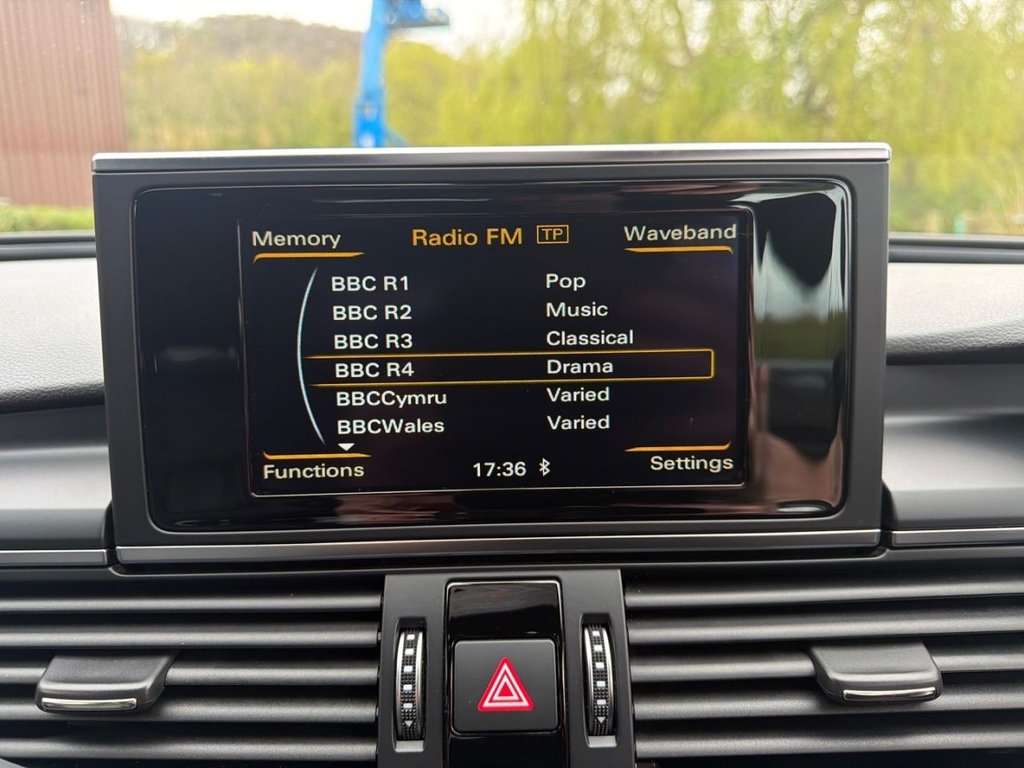 Memory Radio FM TP Waveband
BBC R1 Pop
BBC R2 Music
BBC R3 Classical
BBC R4 Drama
BBCCymru Varied
BBCWales Varied
Functions 17:36 Settings